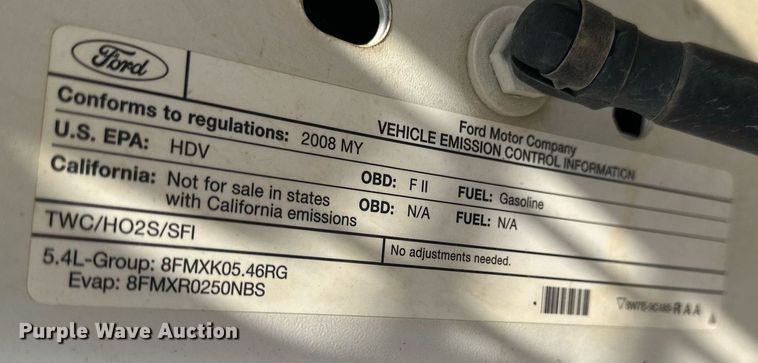 Ford
Ford Motor Company
VEHICLE EMISSION CONTROL INFORMATION
Conforms to regulations: 2008 MY
U.S. EPA: HDV OBD: F II FUEL: Gasoline
California: Not for sale in states with California emissions OBD: N/A FUEL: N/A
TWC/HO2S/SFI
No adjustments needed.
5.4L-Group: 8FMXK05.46RG
Evap: 8FMXR0250NBS
RAA
Purple Wave Auction